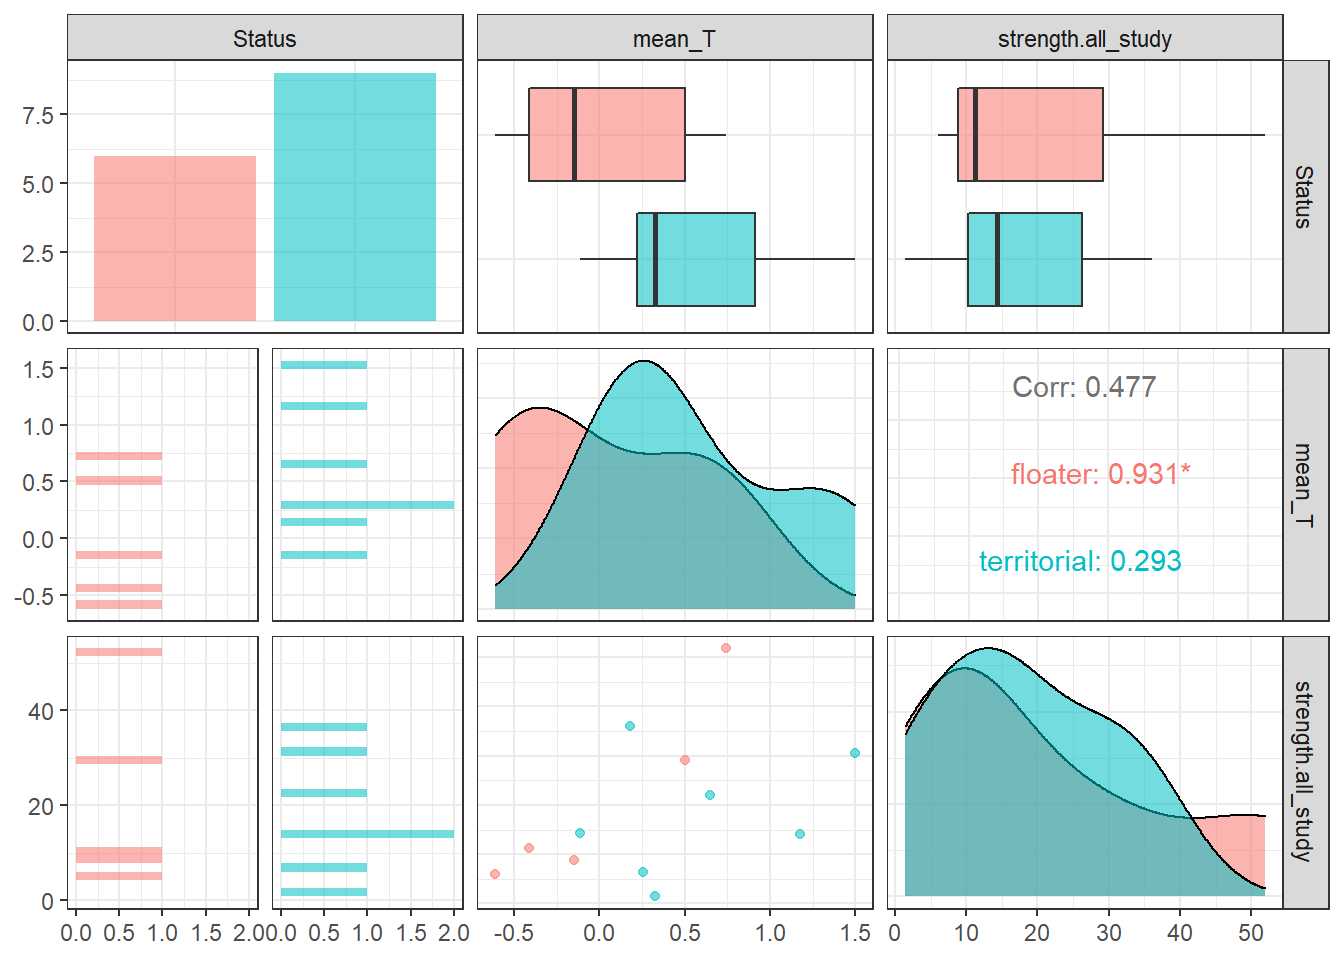 Status mean_T strength.all_study
7.5
5.0
2.5
0.0
Status
1.5
1.0
0.5
0.0
-0.5
Corr: 0.477
floater: 0.931*
territorial: 0.293
mean_T
40
20
0
strength.all_study
0.0 0.5 1.0 1.5 2.0 0.0 0.5 1.0 1.5 2.0 -0.5 0.0 0.5 1.0 1.5 0 10 20 30 40 50